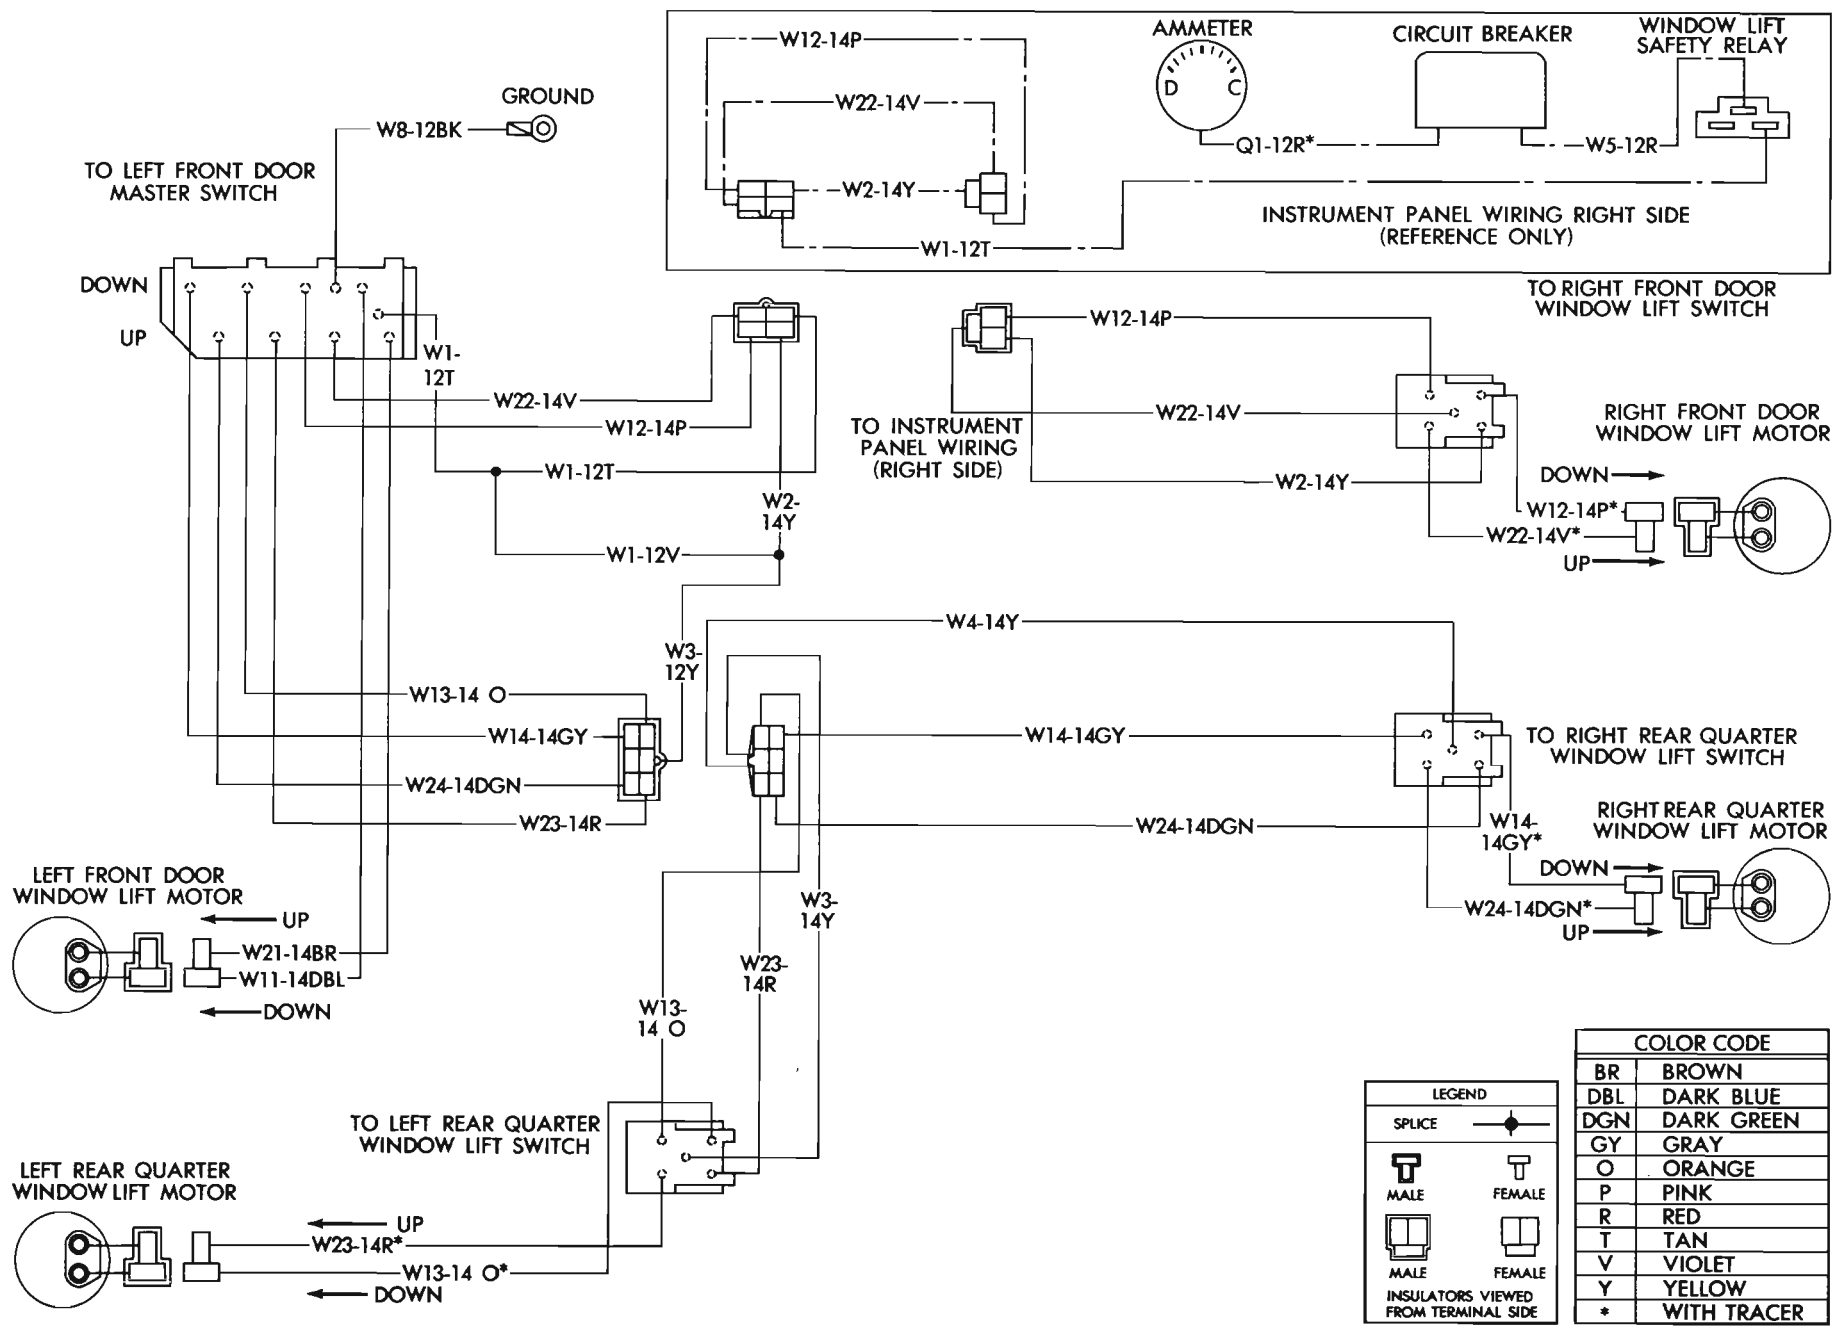 AMMETER
D C
CIRCUIT BREAKER
WINDOW LIFT
SAFETY RELAY
W12-14P
W22-14V
W2-14Y
Q1-12R*
W5-12R
W1-12T
INSTRUMENT PANEL WIRING RIGHT SIDE
(REFERENCE ONLY)
GROUND
W8-12BK
TO LEFT FRONT DOOR
MASTER SWITCH
DOWN
UP
W1-
12T
W22-14V
W12-14P
W1-12T
W2-
14Y
W1-12V
W3-
12Y
TO INSTRUMENT
PANEL WIRING
(RIGHT SIDE)
W12-14P
W22-14V
W2-14Y
TO RIGHT FRONT DOOR
WINDOW LIFT SWITCH
RIGHT FRONT DOOR
WINDOW LIFT MOTOR
DOWN
W12-14P*
W22-14V*
UP
W4-14Y
W13-14 O
W14-14GY
W24-14DGN
W23-14R
W14-14GY
W24-14DGN
TO RIGHT REAR QUARTER
WINDOW LIFT SWITCH
RIGHT REAR QUARTER
WINDOW LIFT MOTOR
W14-
14GY*
DOWN
W24-14DGN*
UP
LEFT FRONT DOOR
WINDOW LIFT MOTOR
UP
W21-14BR
W11-14DBL
DOWN
W3-
14Y
W23-
14R
W13-
14 O
TO LEFT REAR QUARTER
WINDOW LIFT SWITCH
LEFT REAR QUARTER
WINDOW LIFT MOTOR
UP
W23-14R*
W13-14 O*
DOWN
LEGEND
SPLICE
MALE FEMALE
MALE FEMALE
INSULATORS VIEWED
FROM TERMINAL SIDE
COLOR CODE
BR BROWN
DBL DARK BLUE
DGN DARK GREEN
GY GRAY
O ORANGE
P PINK
R RED
T TAN
V VIOLET
Y YELLOW
* WITH TRACER